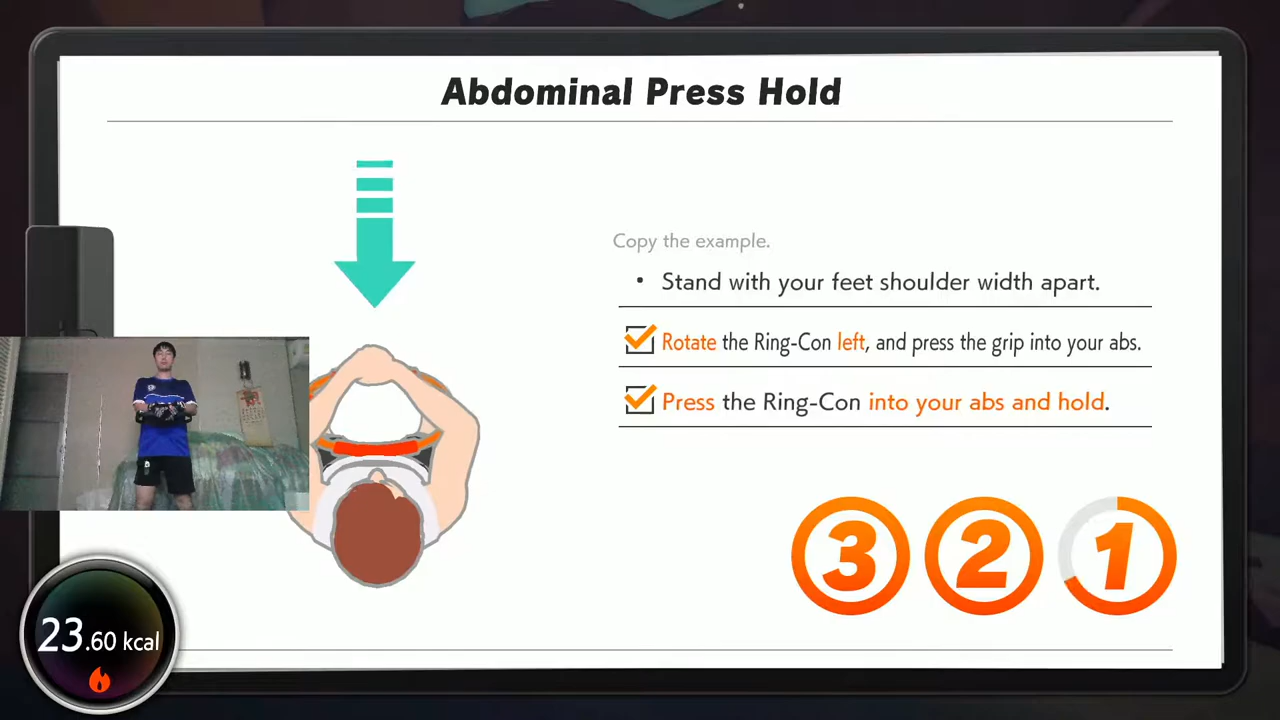 Abdominal Press Hold
Copy the example.
• Stand with your feet shoulder width apart.
Rotate the Ring-Con left, and press the grip into your abs.
Press the Ring-Con into your abs and hold.
3 2 1
23.60 kcal